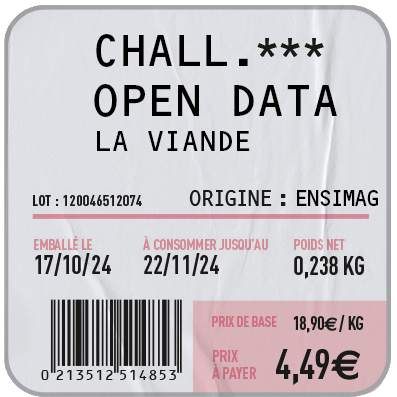 CHALL.***
OPEN DATA
LA VIANDE
LOT : 120046512074 ORIGINE : ENSIMAG
EMBALLÉ LE À CONSOMMER JUSQU'AU POIDS NET
17/10/24 22/11/24 0,238 KG
PRIX DE BASE 18,90€/ KG
PRIX À PAYER 4,49€
0 213512 514853